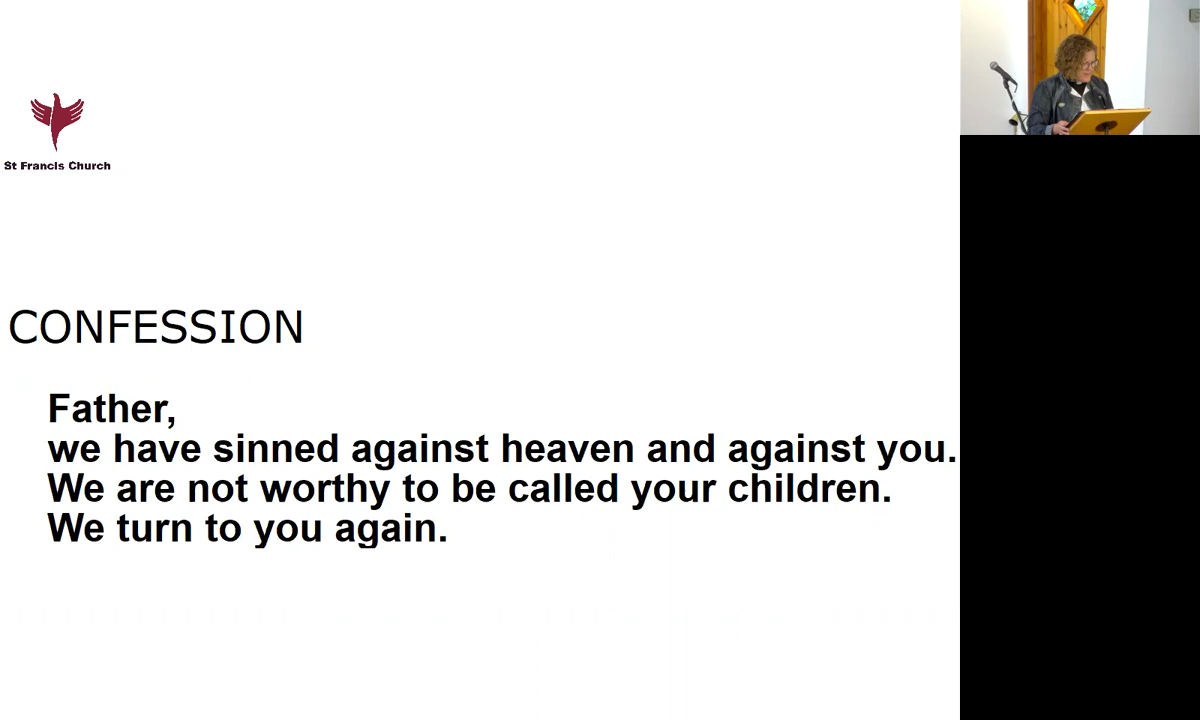 St Francis Church
CONFESSION
Father,
we have sinned against heaven and against you.
We are not worthy to be called your children.
We turn to you again.